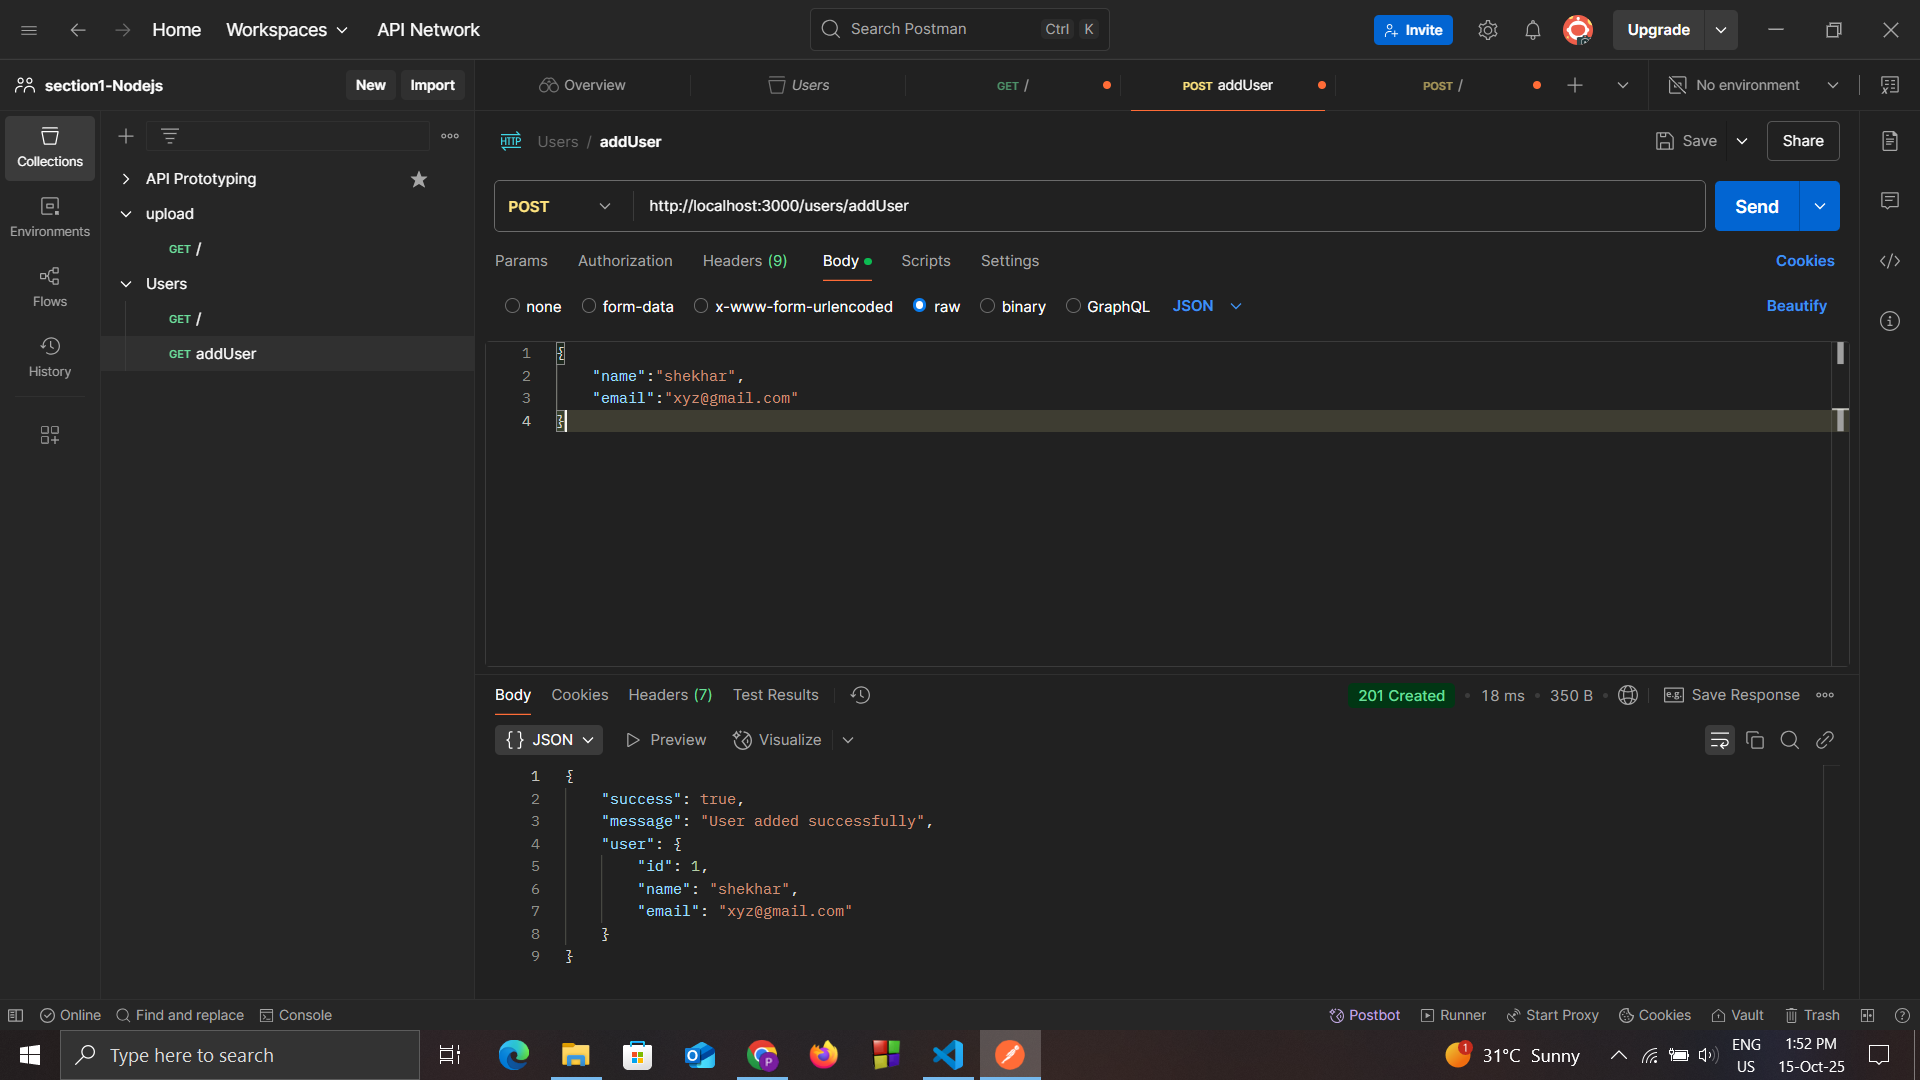 Home Workspaces API Network Search Postman Ctrl K Invite Upgrade
section1-Nodejs New Import Overview Users GET / POST addUser POST / No environment
Collections
Environments
Flows
History
API Prototyping
upload
GET /
Users
GET /
GET addUser
HTTP Users / addUser Save Share
POST http://localhost:3000/users/addUser Send
Params Authorization Headers (9) Body Scripts Settings Cookies
none form-data x-www-form-urlencoded raw binary GraphQL JSON Beautify
1 {
2 "name":"shekhar",
3 "email":"xyz@gmail.com"
4 }
Body Cookies Headers (7) Test Results 201 Created • 18 ms • 350 B • e.g. Save Response
{} JSON Preview Visualize
1 {
2 "success": true,
3 "message": "User added successfully",
4 "user": {
5 "id": 1,
6 "name": "shekhar",
7 "email": "xyz@gmail.com"
8 }
9 }
Online Find and replace Console Postbot Runner Start Proxy Cookies Vault Trash
Type here to search 1 31°C Sunny ENG US 1:52 PM 15-Oct-25